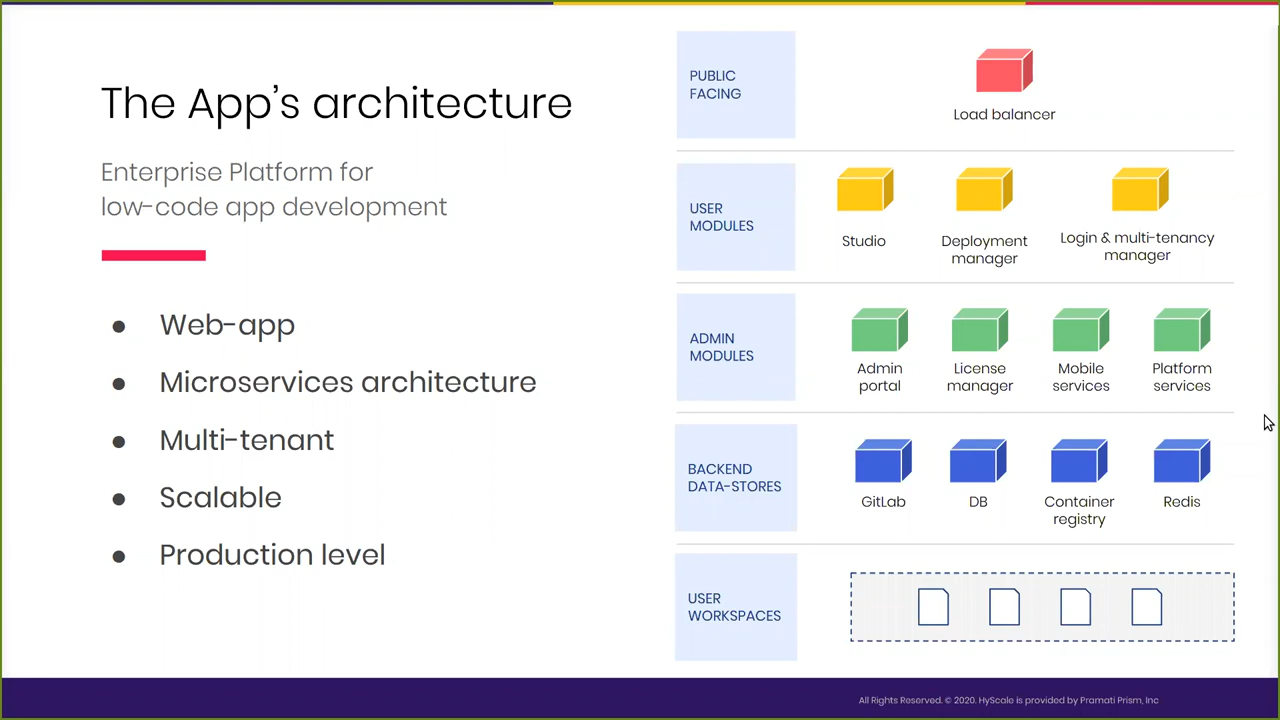 The App's architecture
Enterprise Platform for
low-code app development
● Web-app
● Microservices architecture
● Multi-tenant
● Scalable
● Production level
PUBLIC
FACING
Load balancer
USER
MODULES
Studio
Deployment
manager
Login & multi-tenancy
manager
ADMIN
MODULES
Admin
portal
License
manager
Mobile
services
Platform
services
BACKEND
DATA-STORES
GitLab
DB
Container
registry
Redis
USER
WORKSPACES
All Rights Reserved. © 2020. HyScale is provided by Pramati Prism, Inc